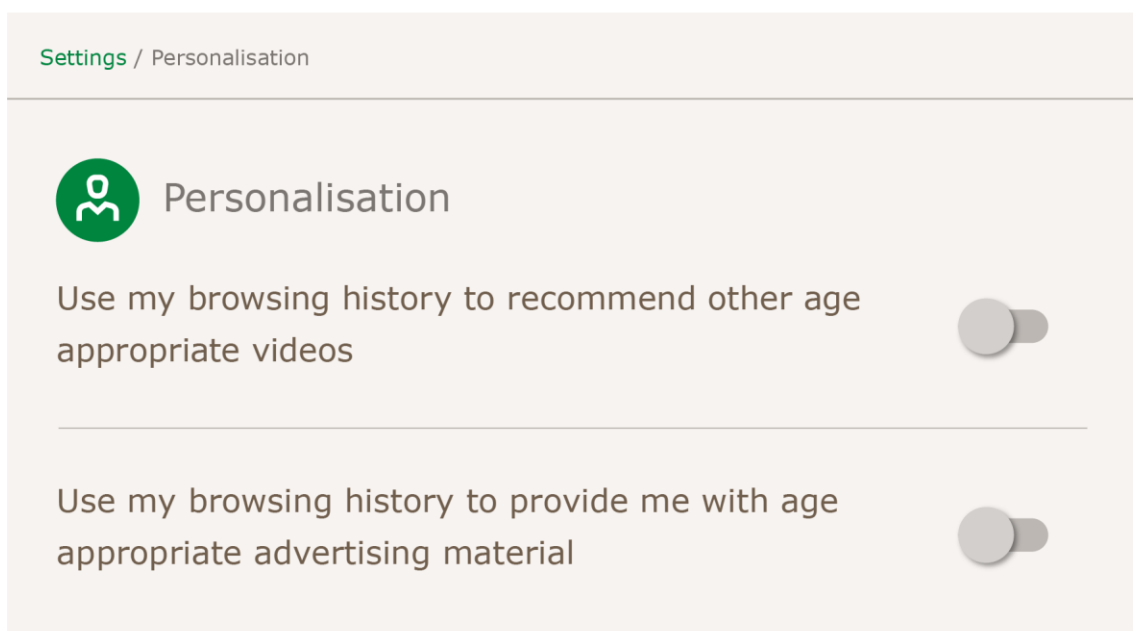 Settings / Personalisation
Personalisation
Use my browsing history to recommend other age
appropriate videos
Use my browsing history to provide me with age
appropriate advertising material